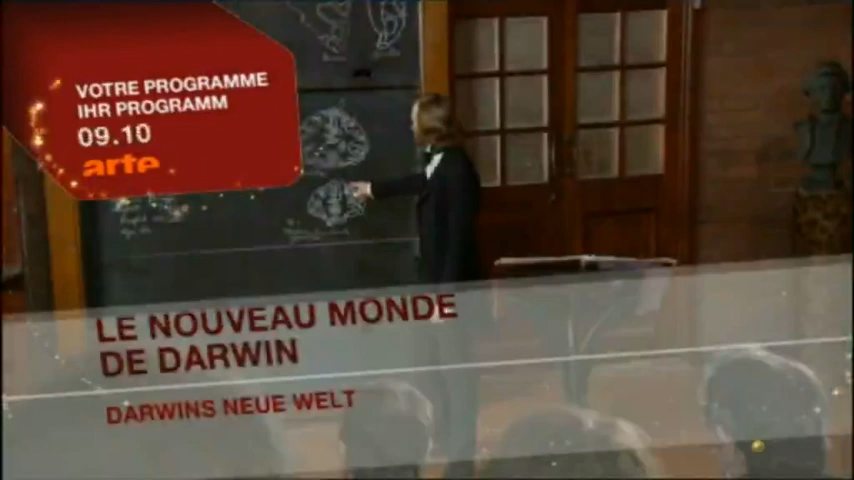 VOTRE PROGRAMME
IHR PROGRAMM
09.10
arte
LE NOUVEAU MONDE
DE DARWIN
DARWINS NEUE WELT